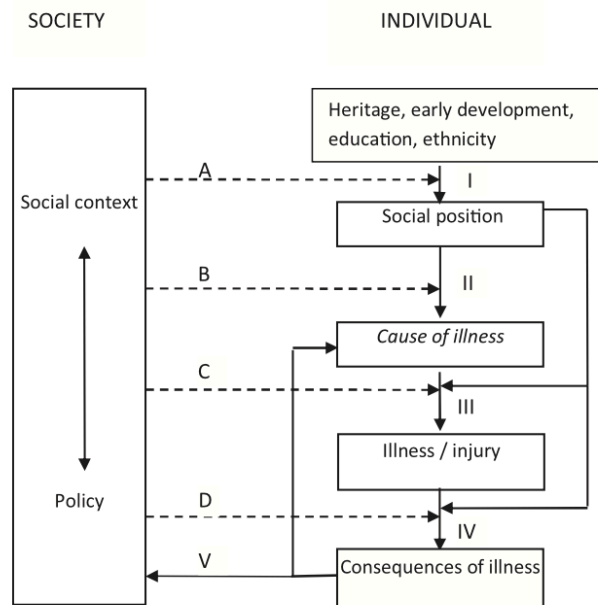 SOCIETY
INDIVIDUAL
Heritage, early development,
education, ethnicity
A
I
Social context
Social position
B
II
Cause of illness
C
III
Illness / injury
Policy
D
IV
V
Consequences of illness